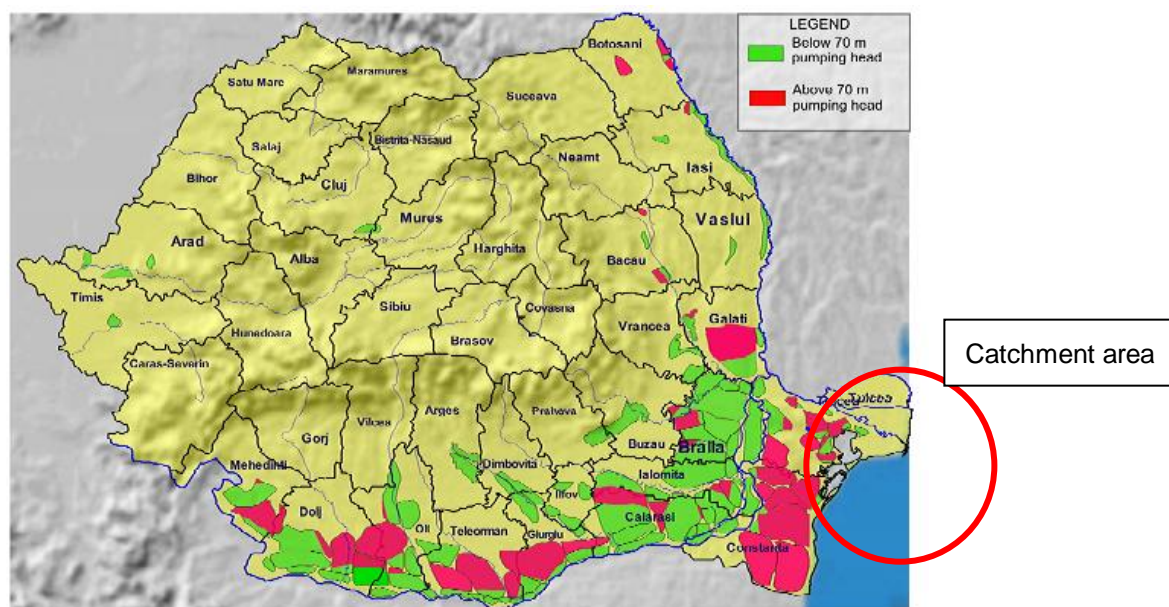 LEGEND
Below 70 m
pumping head
Above 70 m
pumping head
Botosani
Maramures
Satu Mare
Suceava
Salaj
Bistrita-Nasaud
Neamt
Iasi
Bihor
Cluj
Mures
Vaslui
Arad
Alba
Harghita
Bacau
Timis
Sibiu
Covasna
Hunedoara
Brasov
Vrancea
Galati
Catchment area
Caras-Severin
Tulcea
Arges
Prahova
Vilcea
Gorj
Buzau
Braila
Mehedinti
Dimbovita
Ialomita
Ilfov
Dolj
Olt
Teleorman
Giurgiu
Calarasi
Constanta